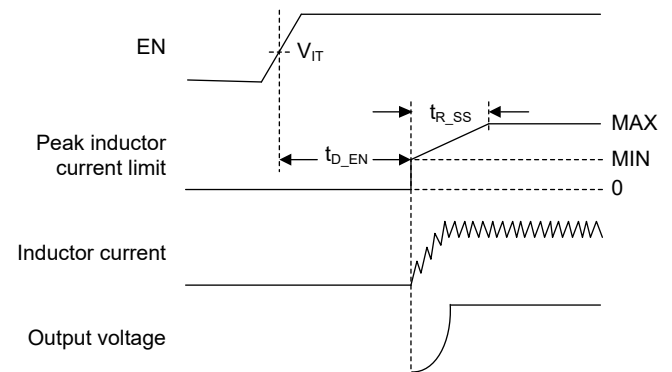 EN
V_IT
t_R_SS
MAX
Peak inductor
current limit
t_D_EN
MIN
0
Inductor current
Output voltage